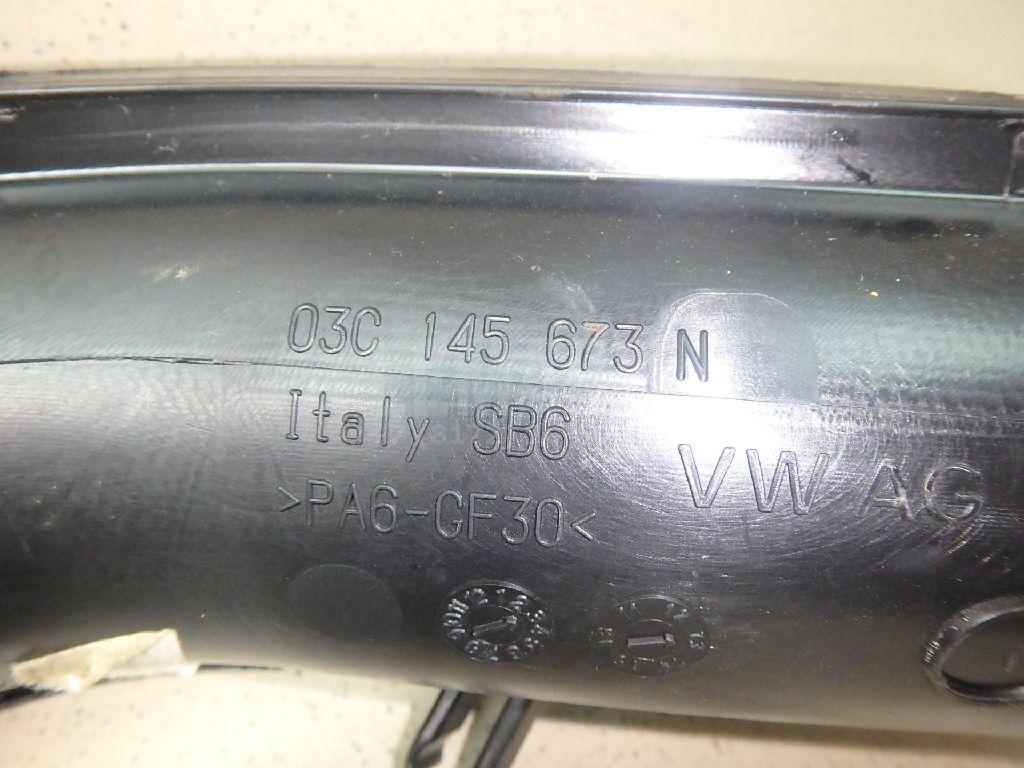 03C 145 673 N
Italy SB6
VW AG
>PA6-GF30<